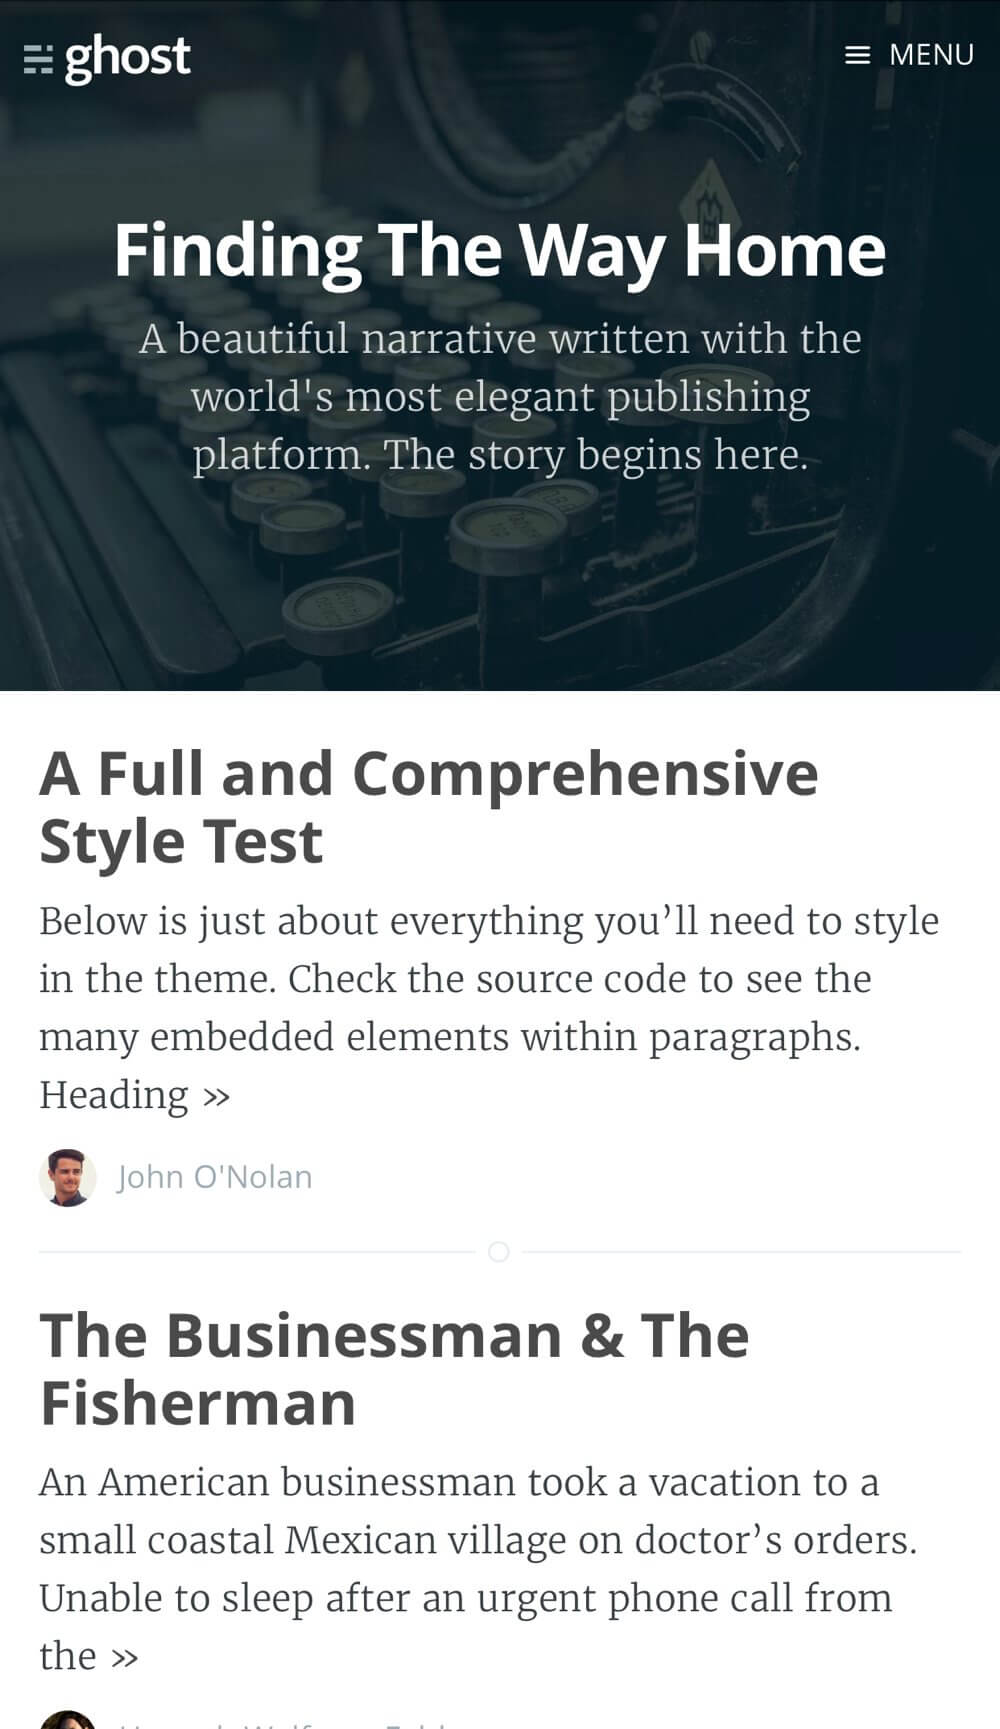 ghost
MENU
Finding The Way Home
A beautiful narrative written with the
world's most elegant publishing
platform. The story begins here.
A Full and Comprehensive
Style Test
Below is just about everything you’ll need to style
in the theme. Check the source code to see the
many embedded elements within paragraphs.
Heading »
John O'Nolan
The Businessman & The
Fisherman
An American businessman took a vacation to a
small coastal Mexican village on doctor’s orders.
Unable to sleep after an urgent phone call from
the »